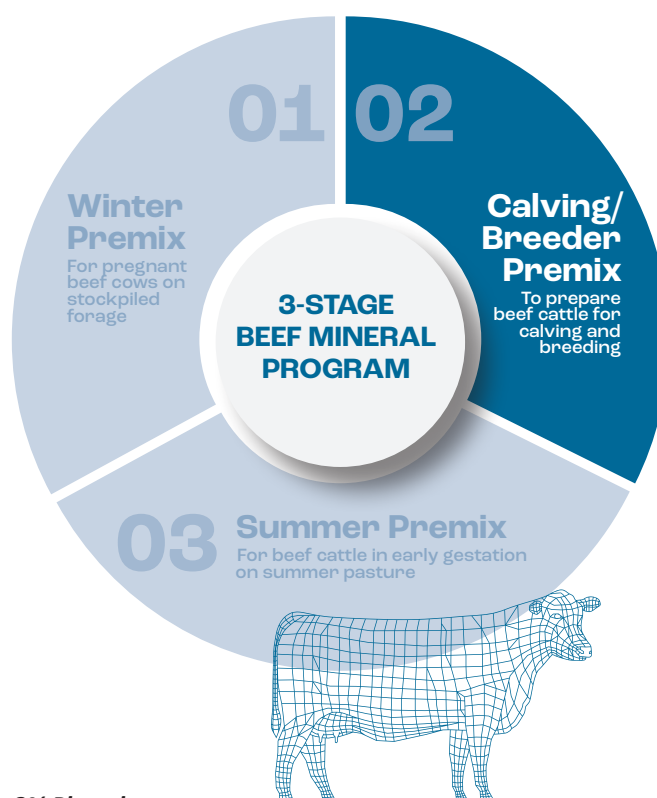 01
Winter
Premix
For pregnant
beef cows on
stockpiled
forage
02
Calving/
Breeder
Premix
To prepare
beef cattle for
calving and
breeding
3-STAGE
BEEF MINERAL
PROGRAM
03
Summer Premix
For beef cattle in early gestation
on summer pasture